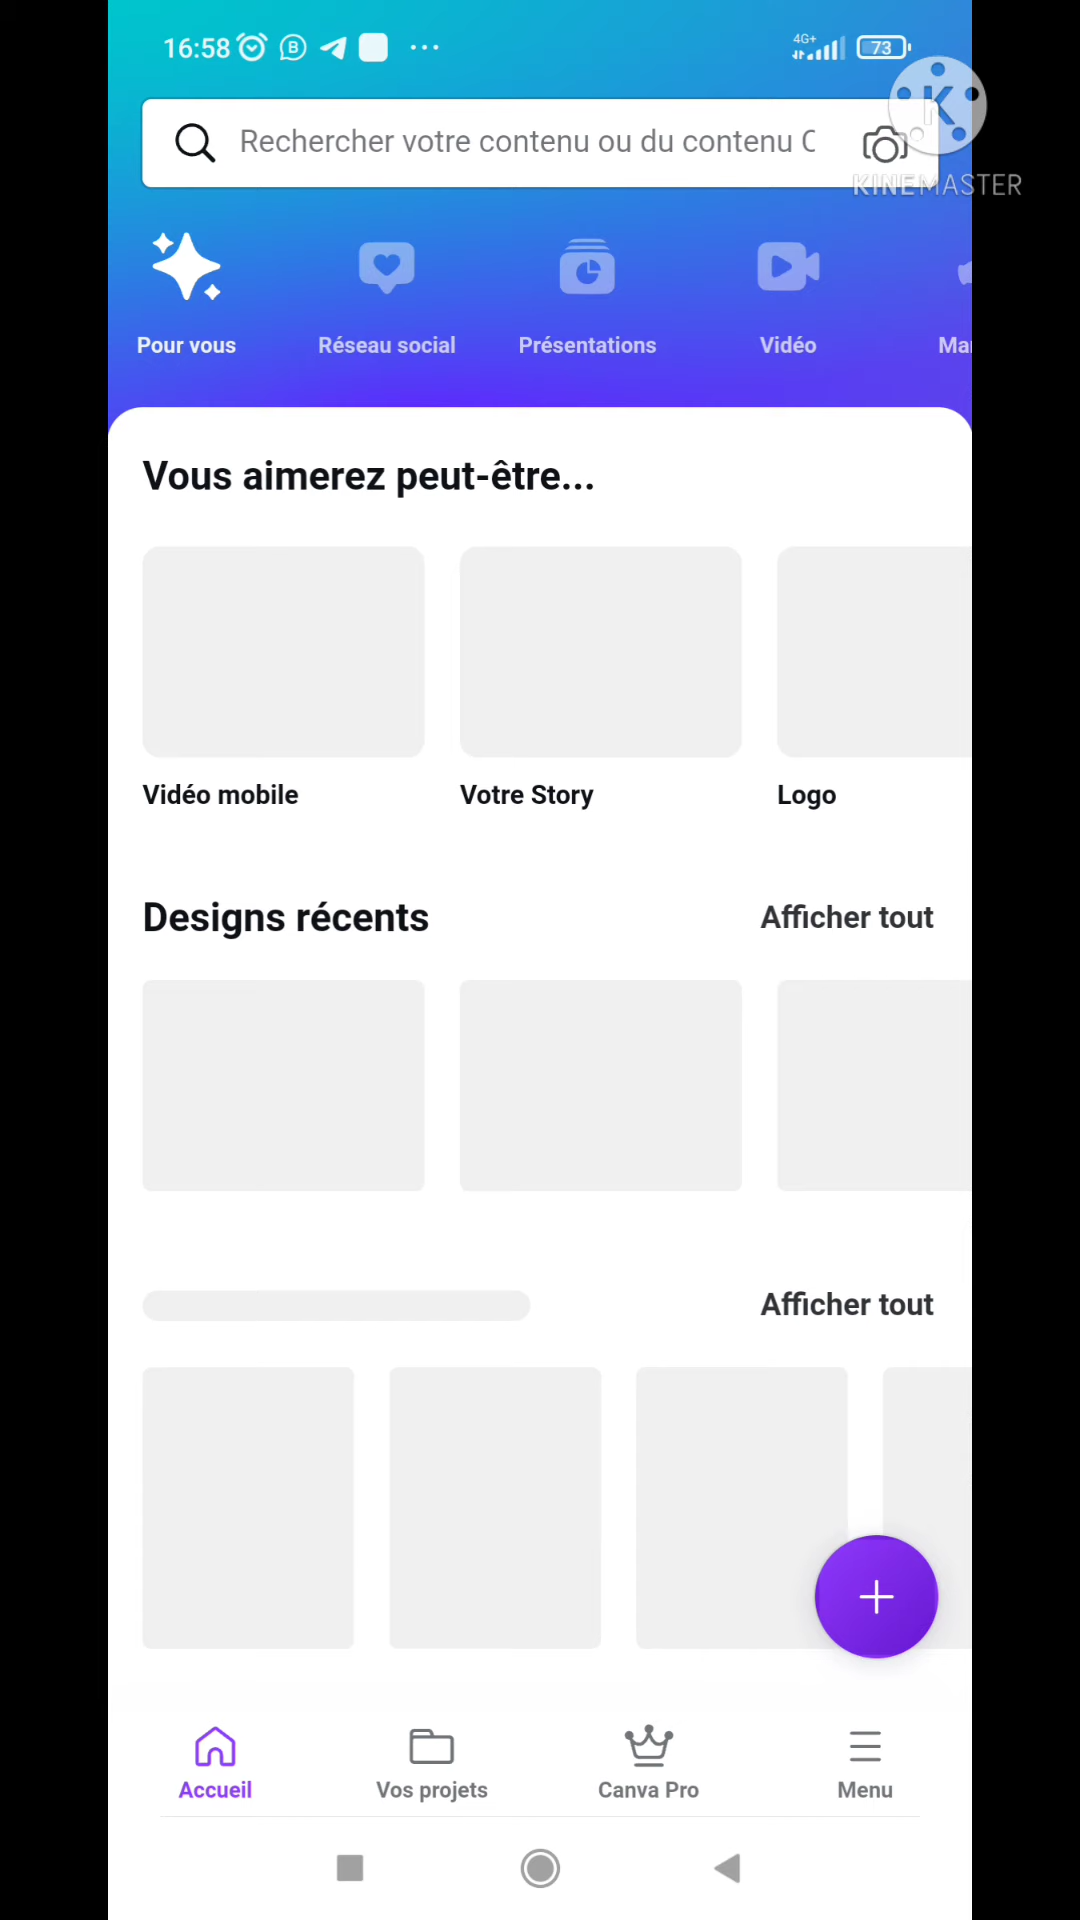 16:58
4G+
73
Rechercher votre contenu ou du contenu C
K
KINEMASTER
Pour vous
Réseau social
Présentations
Vidéo
Mar
Vous aimerez peut-être...
Vidéo mobile
Votre Story
Logo
Designs récents
Afficher tout
Afficher tout
Accueil
Vos projets
Canva Pro
Menu